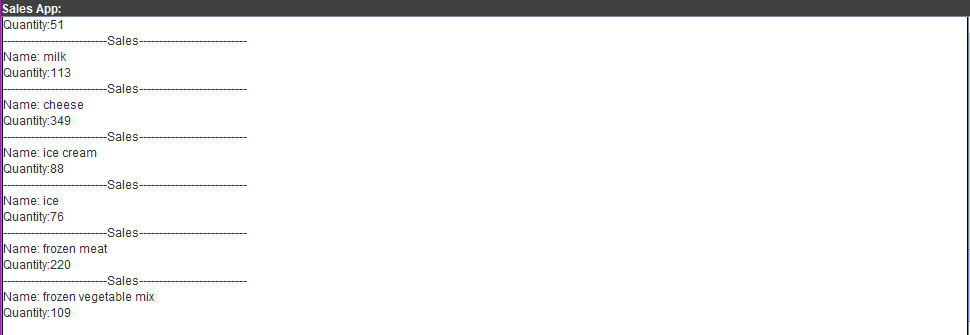 Sales App:
Quantity:51
---------------------------Sales---------------------------
Name: milk
Quantity:113
---------------------------Sales---------------------------
Name: cheese
Quantity:349
---------------------------Sales---------------------------
Name: ice cream
Quantity:88
---------------------------Sales---------------------------
Name: ice
Quantity:76
---------------------------Sales---------------------------
Name: frozen meat
Quantity:220
---------------------------Sales---------------------------
Name: frozen vegetable mix
Quantity:109